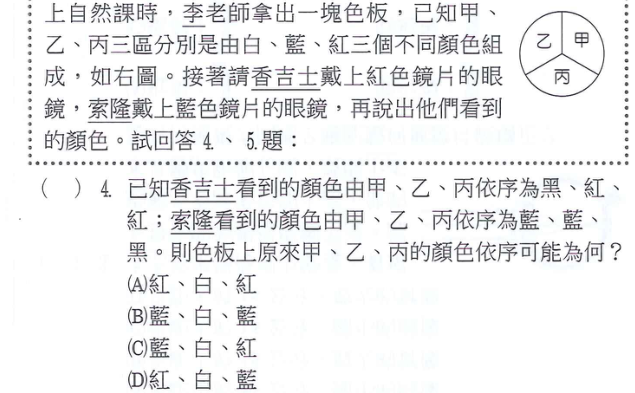 上自然課時，李老師拿出一塊色板，已知甲、
乙、丙三區分別是由白、藍、紅三個不同顏色組
成，如右圖。接著請香吉士戴上紅色鏡片的眼
鏡，索隆戴上藍色鏡片的眼鏡，再說出他們看到
的顏色。試回答4、5.題：
乙 甲
丙
（ ）4. 已知香吉士看到的顏色由甲、乙、丙依序為黑、紅、
紅；索隆看到的顏色由甲、乙、丙依序為藍、藍、
黑。則色板上原來甲、乙、丙的顏色依序可能為何？
(A)紅、白、紅
(B)藍、白、藍
(C)藍、白、紅
(D)紅、白、藍